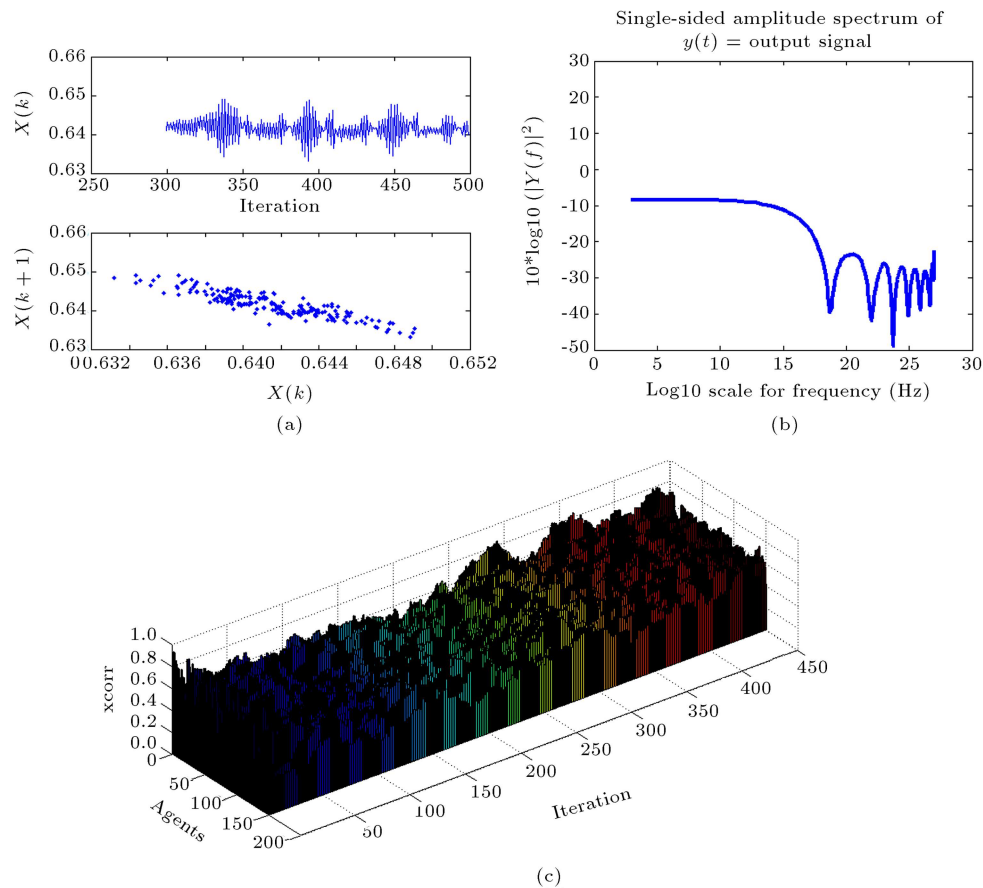 0.66
0.65
0.64
0.63
X(k)
250 300 350 400 450 500
Iteration
0.66
0.65
0.64
0.63
X(k + 1)
00.632 0.636 0.640 0.644 0.648 0.652
X(k)
(a)
Single-sided amplitude spectrum of
y(t) = output signal
30
20
10
0
-10
-20
-30
-40
-50
10*log10 (|Y(f)|²)
0 5 10 15 20 25 30
Log10 scale for frequency (Hz)
(b)
1.0
0.8
0.6
0.4
0.2
0.0
xcorr
0
50
100
150
200
Agents
50
100
150
200
250
300
350
400
450
Iteration
(c)